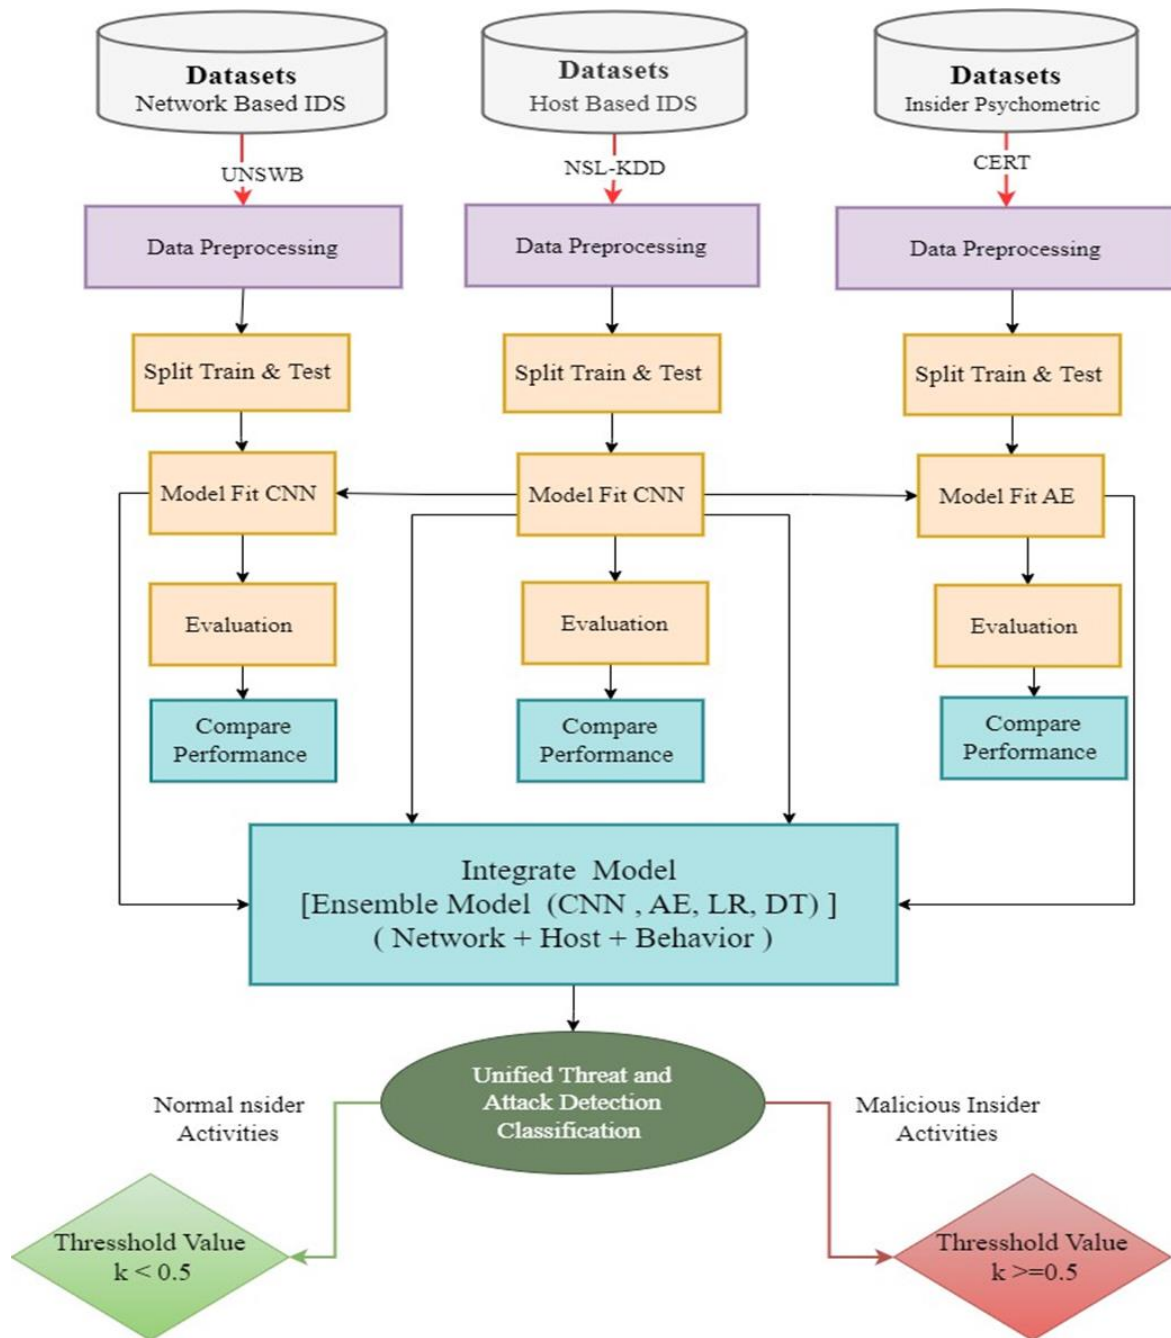 Datasets
Network Based IDS
Datasets
Host Based IDS
Datasets
Insider Psychometric
UNSWB
NSL-KDD
CERT
Data Preprocessing
Data Preprocessing
Data Preprocessing
Split Train & Test
Split Train & Test
Split Train & Test
Model Fit CNN
Model Fit CNN
Model Fit AE
Evaluation
Evaluation
Evaluation
Compare
Performance
Compare
Performance
Compare
Performance
Integrate Model
[Ensemble Model (CNN , AE, LR, DT) ]
( Network + Host + Behavior )
Unified Threat and
Attack Detection
Classification
Normal nsider
Activities
Malicious Insider
Activities
Thresshold Value
k < 0.5
Thresshold Value
k >=0.5